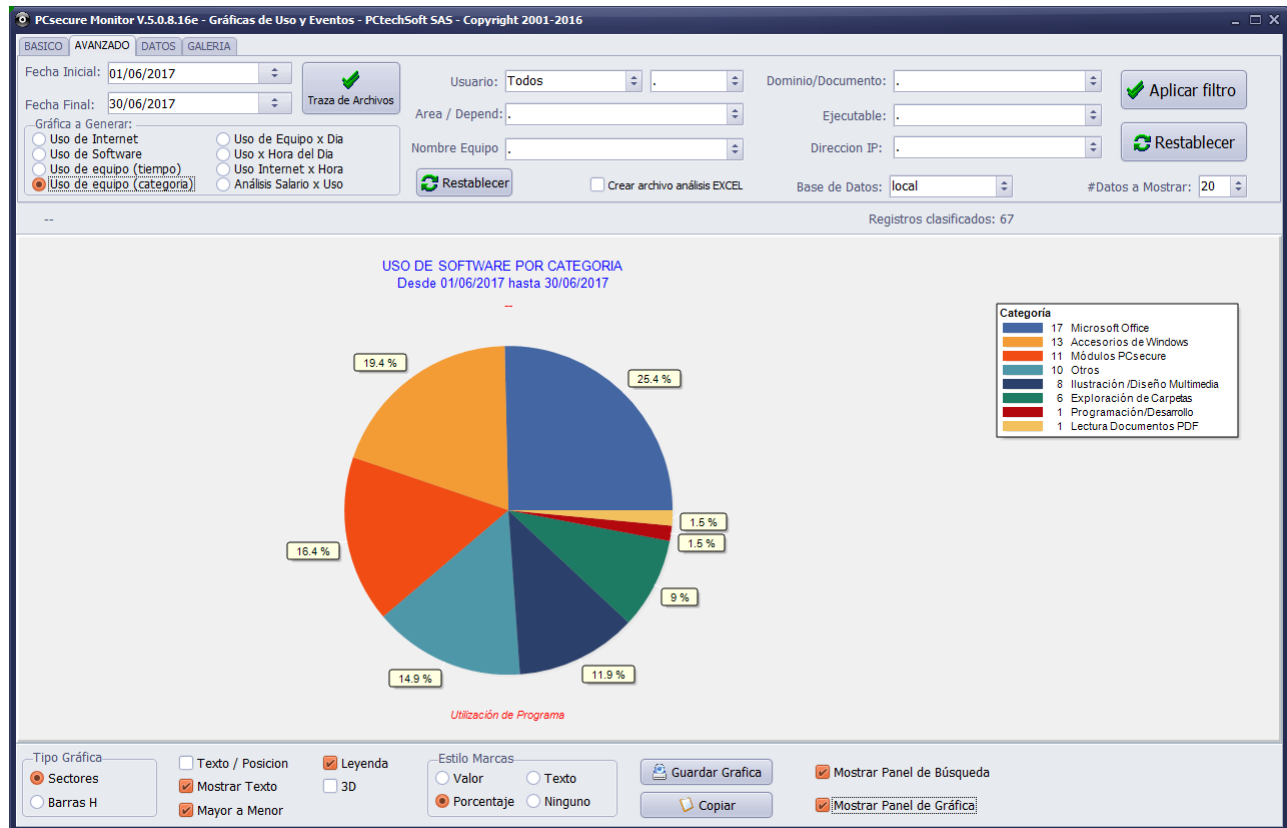 PCsecure Monitor V.5.0.8.16e - Gráficas de Uso y Eventos - PCtechSoft SAS - Copyright 2001-2016
BASICO AVANZADO DATOS GALERIA
Fecha Inicial: 01/06/2017
Fecha Final: 30/06/2017
Traza de Archivos
Gráfica a Generar:
Uso de Internet
Uso de Software
Uso de equipo (tiempo)
Uso de equipo (categoria)
Uso de Equipo x Dia
Uso x Hora del Dia
Uso Internet x Hora
Análisis Salario x Uso
Usuario: Todos .
Area / Depend: .
Nombre Equipo .
Restablecer
Crear archivo análisis EXCEL
Dominio/Documento: .
Ejecutable: .
Direccion IP: .
Base de Datos: local
Aplicar filtro
Restablecer
#Datos a Mostrar: 20
--
Registros clasificados: 67
USO DE SOFTWARE POR CATEGORIA
Desde 01/06/2017 hasta 30/06/2017
--
19.4 %
25.4 %
16.4 %
1.5 %
1.5 %
9 %
14.9 %
11.9 %
Utilización de Programa
Categoría
17 Microsoft Office
13 Accesorios de Windows
11 Módulos PCsecure
10 Otros
8 Ilustración /Diseño Multimedia
6 Exploración de Carpetas
1 Programación/Desarrollo
1 Lectura Documentos PDF
Tipo Gráfica
Sectores
Barras H
Texto / Posicion
Mostrar Texto
Mayor a Menor
Leyenda
3D
Estilo Marcas
Valor
Texto
Porcentaje
Ninguno
Guardar Grafica
Copiar
Mostrar Panel de Búsqueda
Mostrar Panel de Gráfica